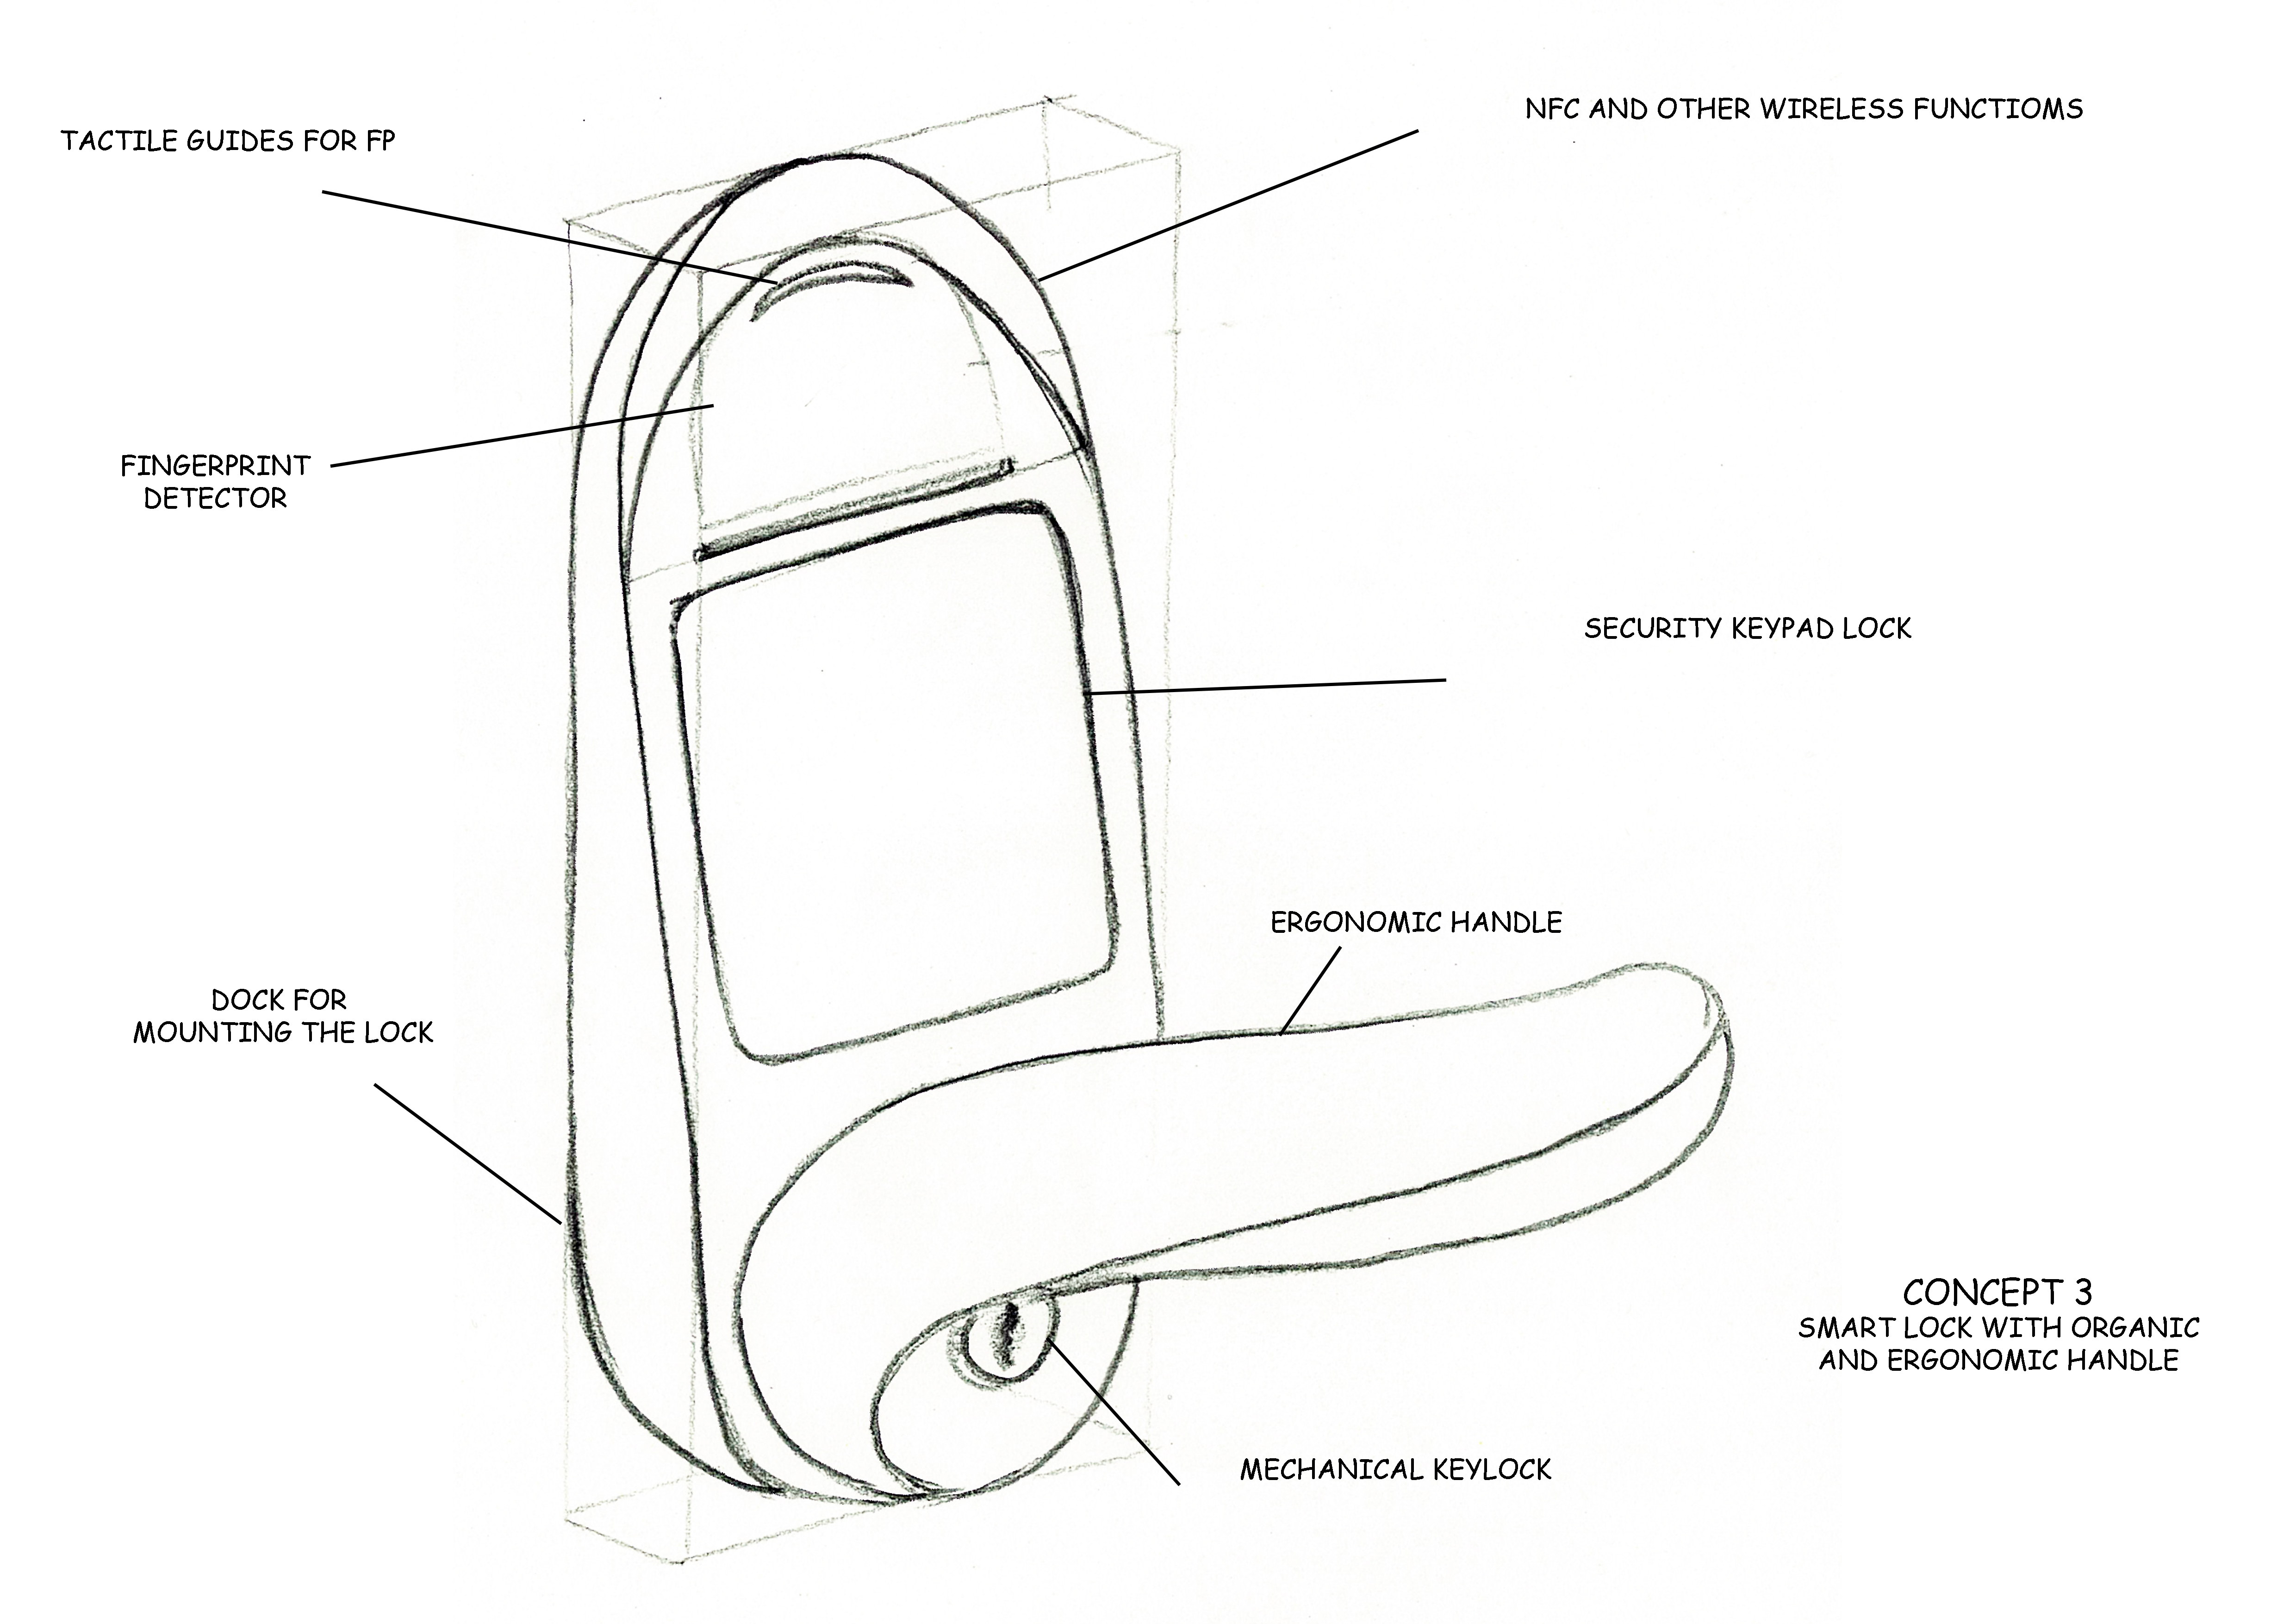 TACTILE GUIDES FOR FP
NFC AND OTHER WIRELESS FUNCTIOMS
FINGERPRINT
DETECTOR
SECURITY KEYPAD LOCK
ERGONOMIC HANDLE
DOCK FOR
MOUNTING THE LOCK
CONCEPT 3
SMART LOCK WITH ORGANIC
AND ERGONOMIC HANDLE
MECHANICAL KEYLOCK